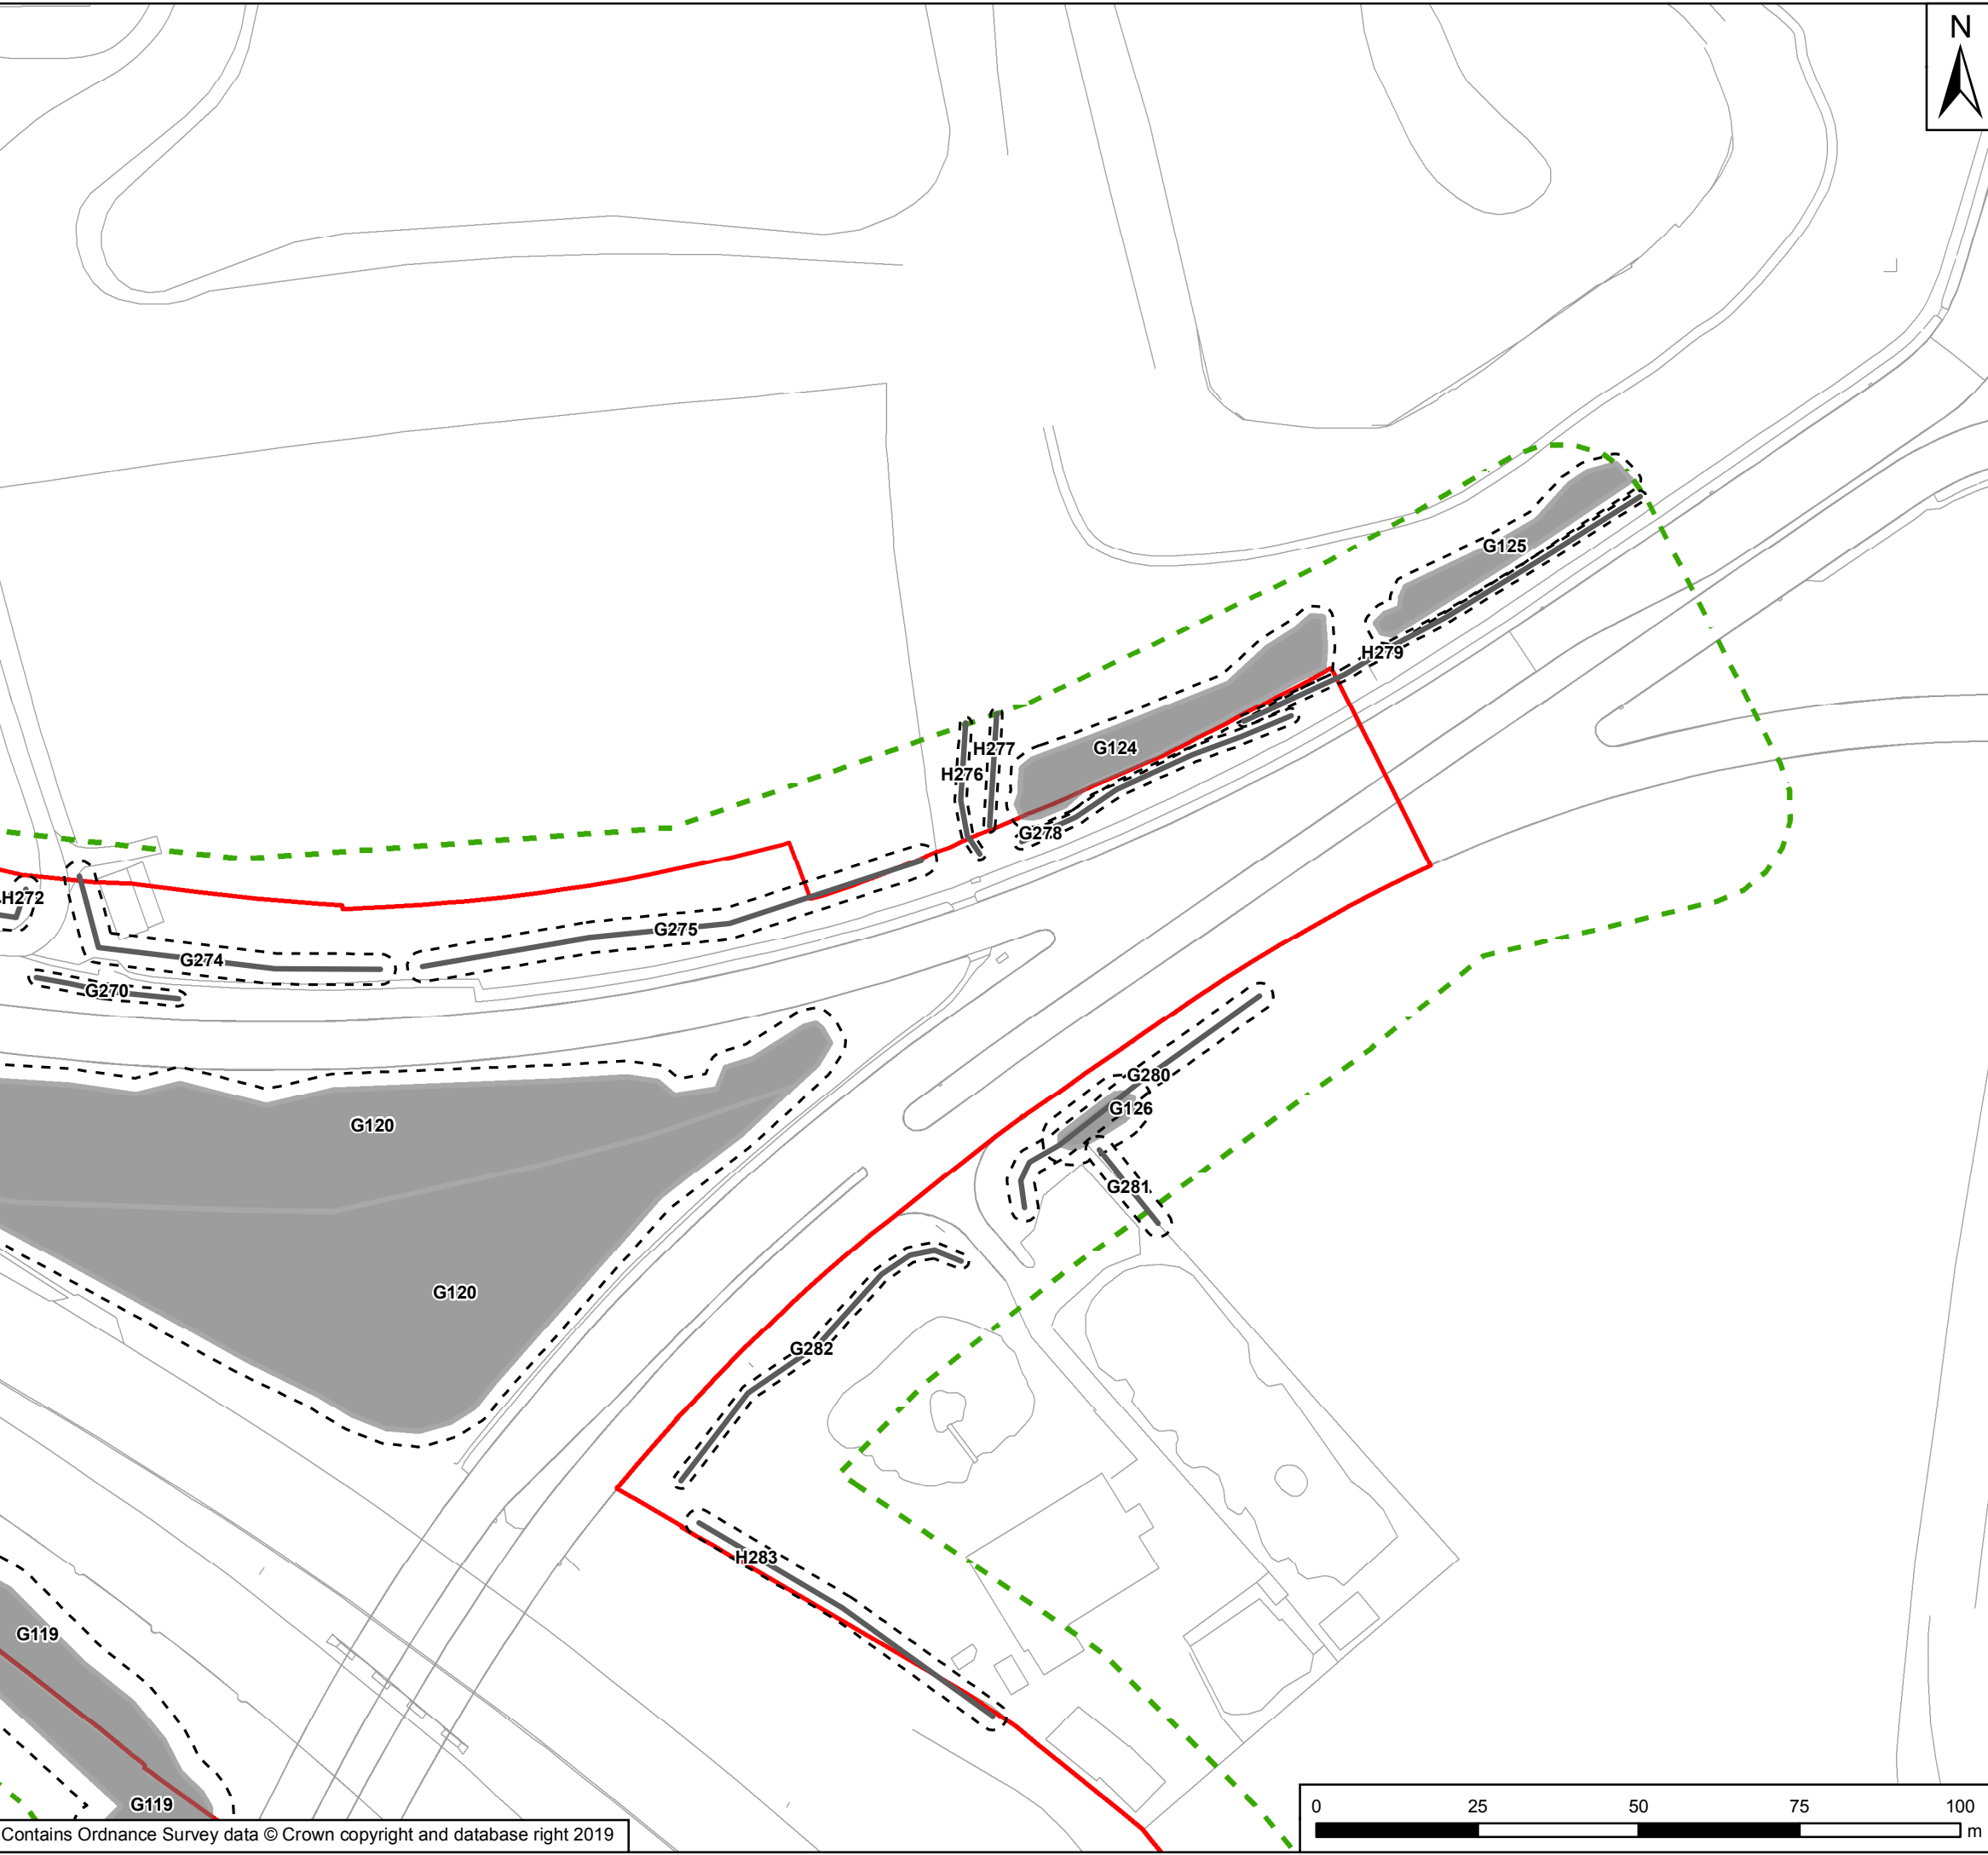 N
G125
H279
G124
H277
H276
G278
H272
G275
G274
G270
G280
G126
G120
G281
G120
G282
H283
G119
G119
0 25 50 75 100
m
Contains Ordnance Survey data © Crown copyright and database right 2019